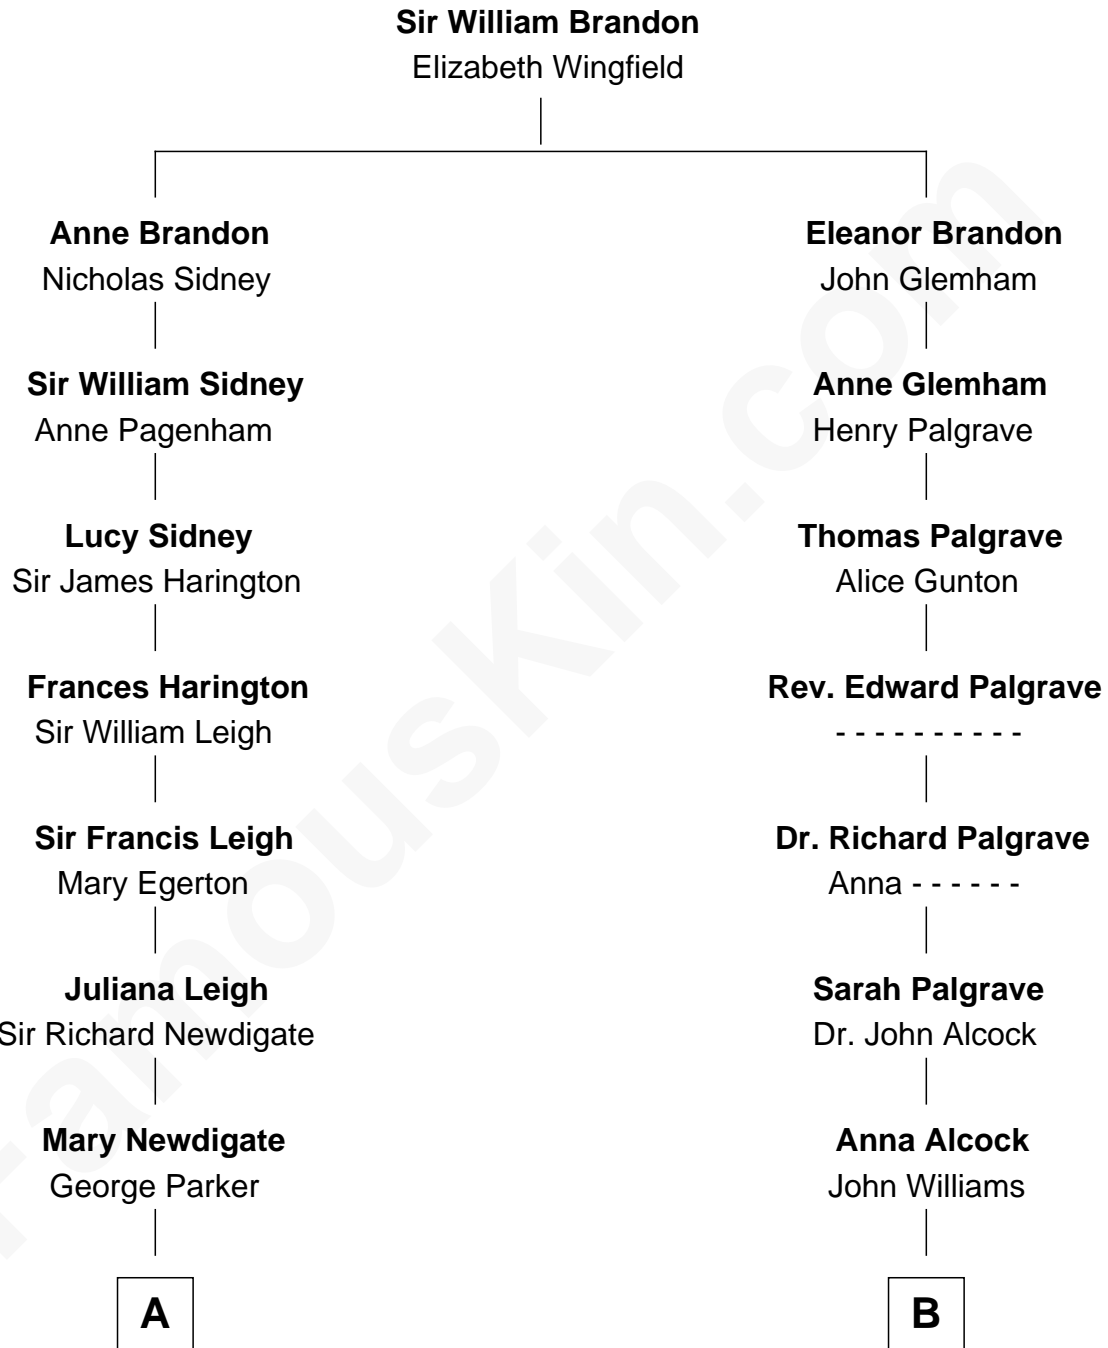 Sir William Brandon
Elizabeth Wingfield
Anne Brandon
Nicholas Sidney
Eleanor Brandon
John Glemham
Sir William Sidney
Anne Pagenham
Anne Glemham
Henry Palgrave
Lucy Sidney
Sir James Harington
Thomas Palgrave
Alice Gunton
Frances Harington
Sir William Leigh
Rev. Edward Palgrave
- - - - - - - - - -
Sir Francis Leigh
Mary Egerton
Dr. Richard Palgrave
Anna - - - - - -
Juliana Leigh
Sir Richard Newdigate
Sarah Palgrave
Dr. John Alcock
Mary Newdigate
George Parker
Anna Alcock
John Williams
A
B
FamousKin.com